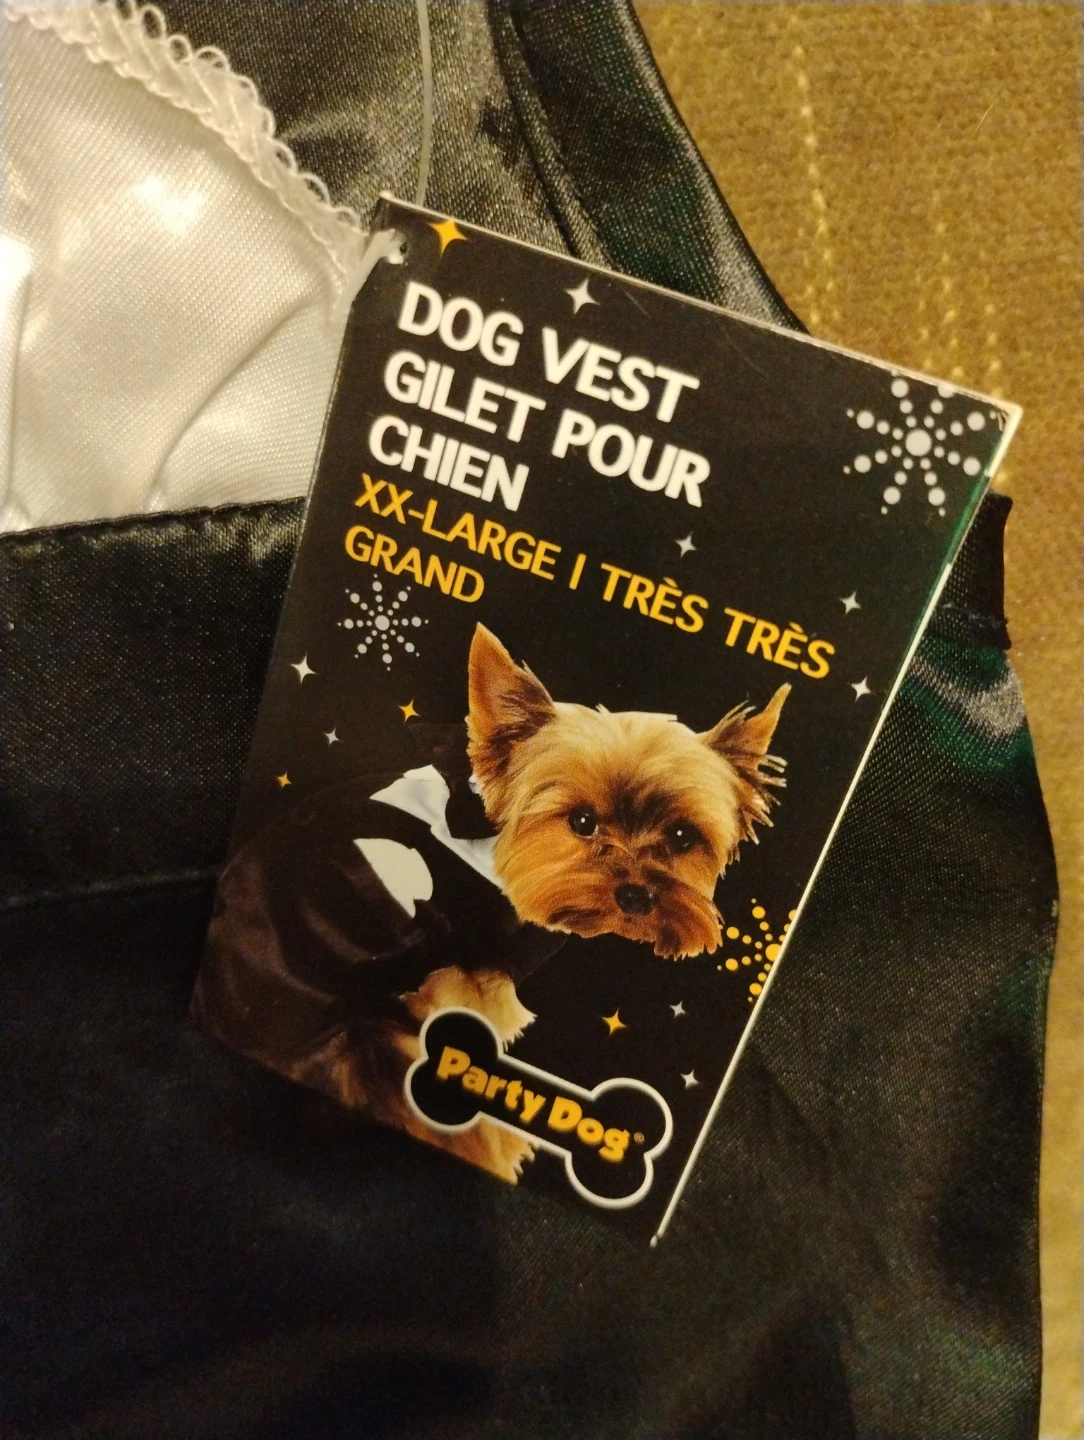 DOG VEST
GILET POUR
CHIEN
XX-LARGE | TRÈS TRÈS
GRAND
Party Dog®